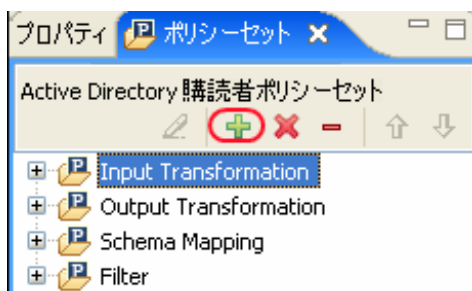 プロパティ ポリシーセット
Active Directory 購読者ポリシーセット
Input Transformation
Output Transformation
Schema Mapping
Filter